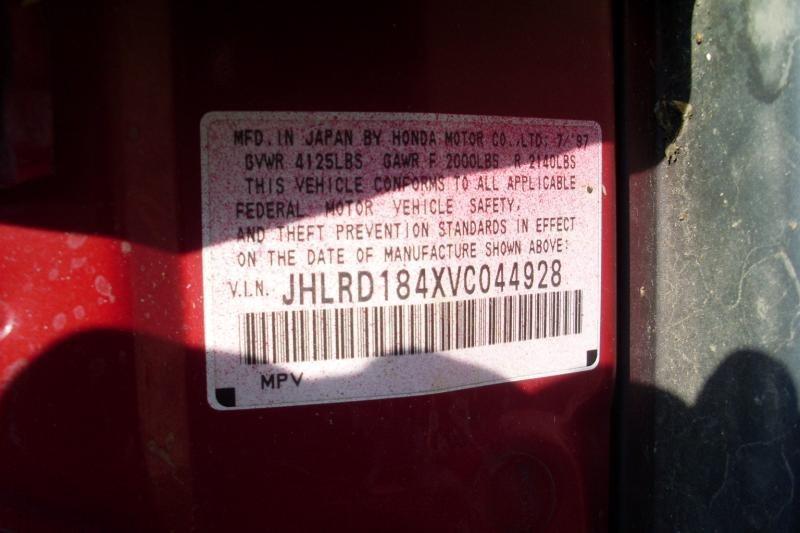 MFD. IN JAPAN BY HONDA MOTOR CO.,LTD. 7/'97
GVWR 4125LBS GAWR F 2000LBS R 2140LBS
THIS VEHICLE CONFORMS TO ALL APPLICABLE
FEDERAL MOTOR VEHICLE SAFETY,
AND THEFT PREVENTION STANDARDS IN EFFECT
ON THE DATE OF MANUFACTURE SHOWN ABOVE:
V.I.N. JHLRD184XVC044928
MPV